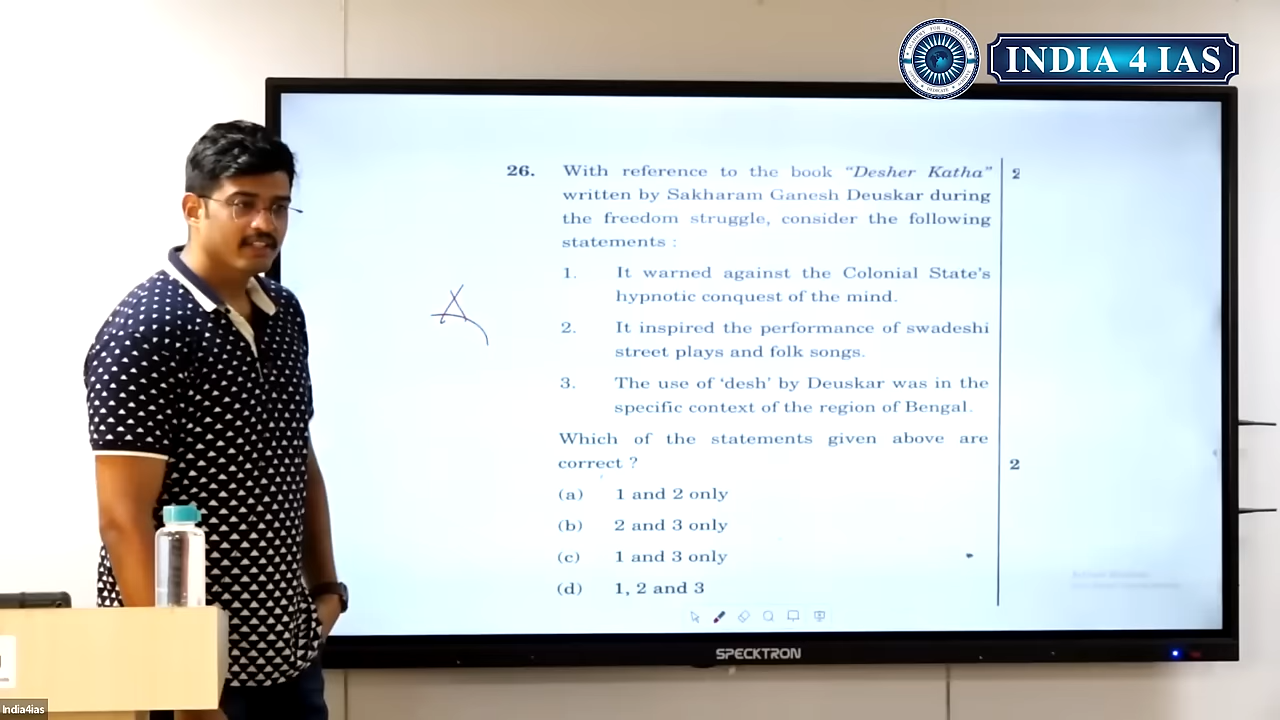 INDIA 4 IAS
26. With reference to the book "Desher Katha" 2
written by Sakharam Ganesh Deuskar during
the freedom struggle, consider the following
statements :
1. It warned against the Colonial State's
hypnotic conquest of the mind.
2. It inspired the performance of swadeshi
street plays and folk songs.
3. The use of 'desh' by Deuskar was in the
specific context of the region of Bengal.
Which of the statements given above are
correct ? 2
(a) 1 and 2 only
(b) 2 and 3 only
(c) 1 and 3 only
(d) 1, 2 and 3
SPECKTRON
India4ias